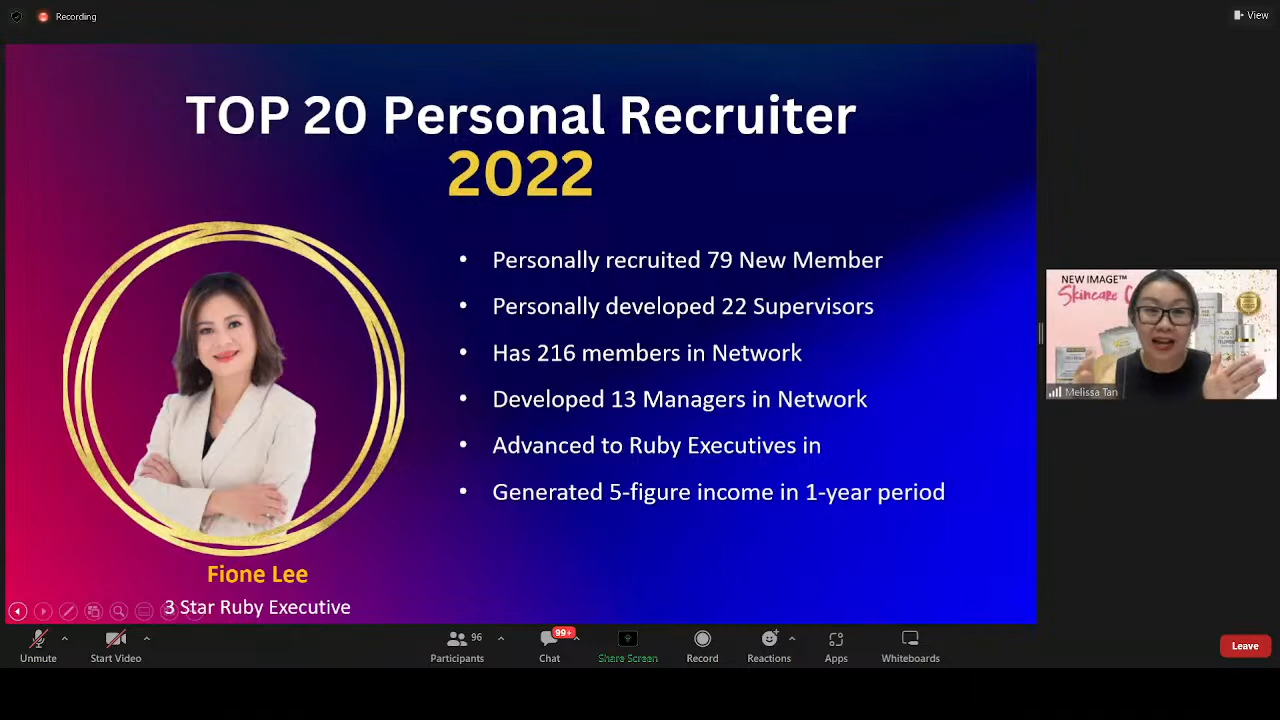 Recording
View
TOP 20 Personal Recruiter
2022
• Personally recruited 79 New Member
• Personally developed 22 Supervisors
• Has 216 members in Network
• Developed 13 Managers in Network
• Advanced to Ruby Executives in
• Generated 5-figure income in 1-year period
Fione Lee
3 Star Ruby Executive
NEW IMAGE™
Skincare C
Melissa Tan
Unmute
Start Video
96
Participants
99+
Chat
Share Screen
Record
Reactions
Apps
Whiteboards
Leave